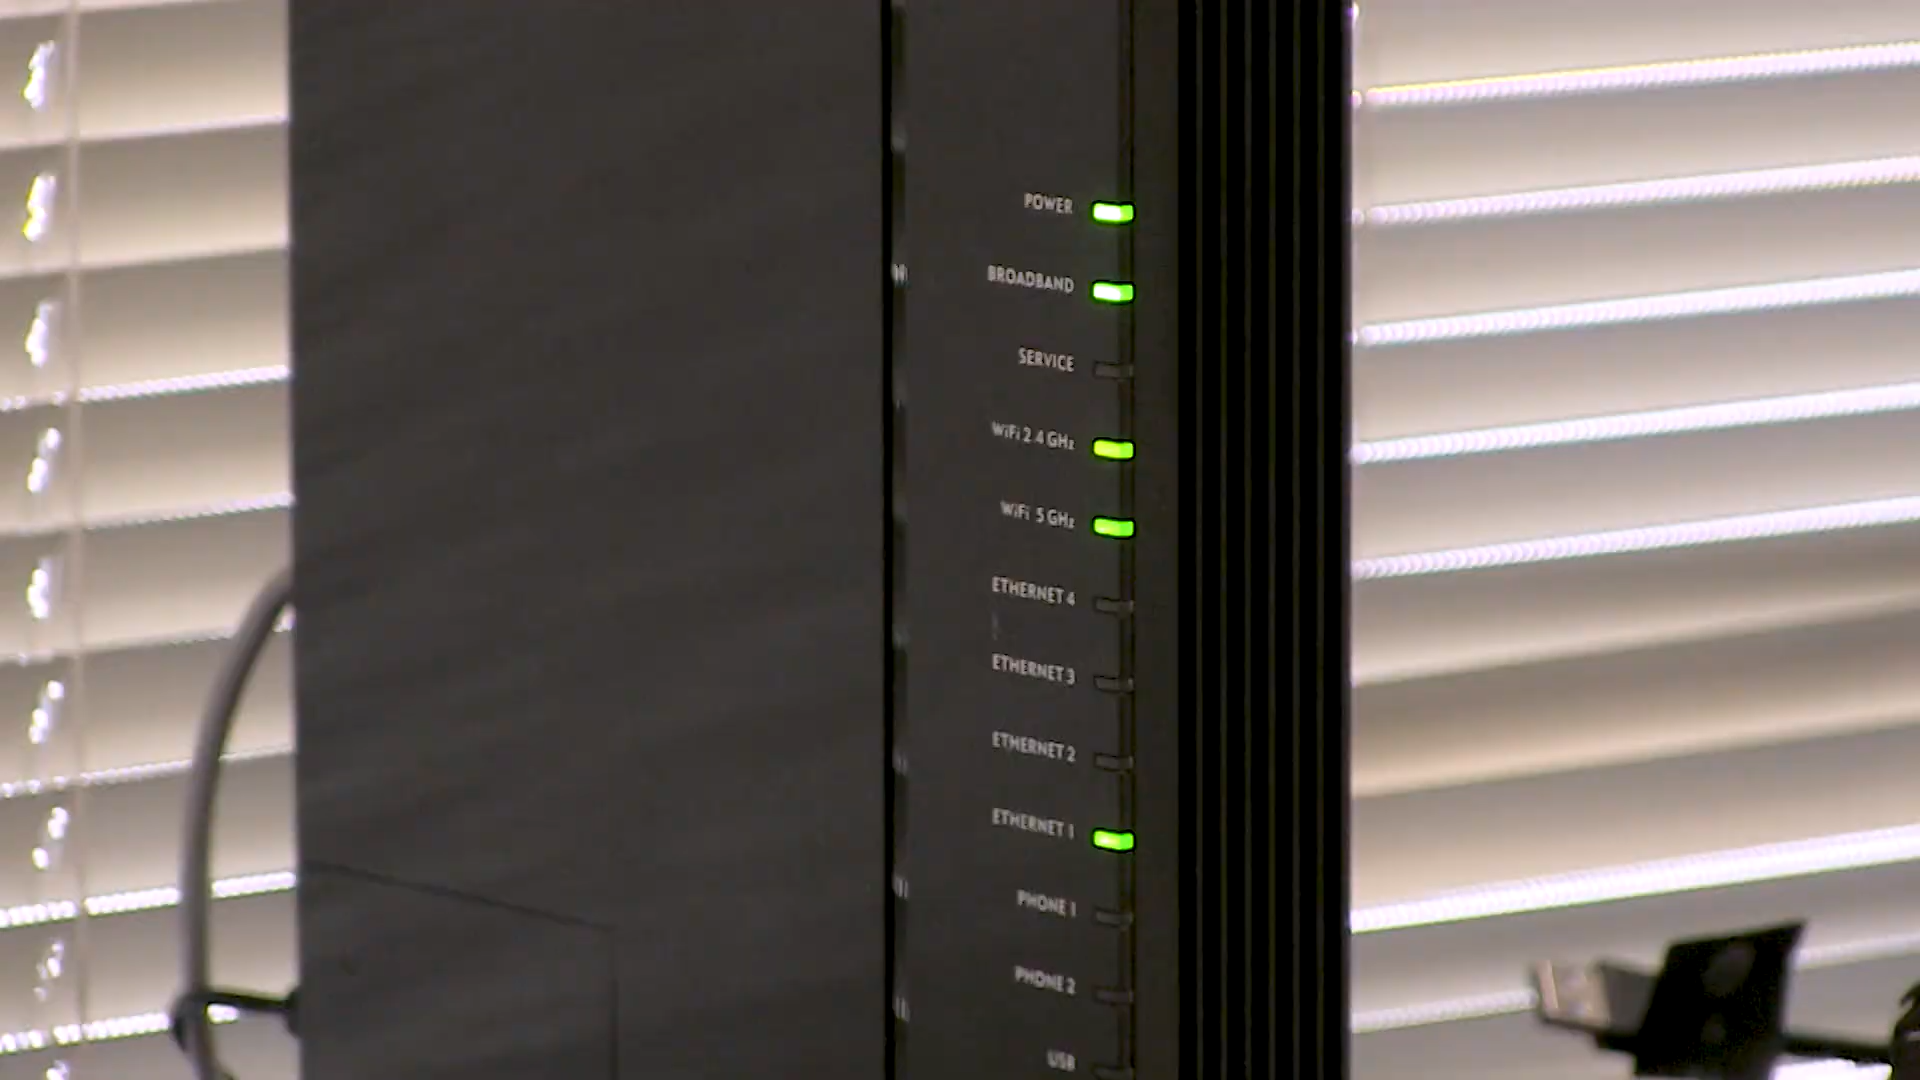 POWER
BROADBAND
SERVICE
WiFi 2.4 GHz
WiFi 5 GHz
ETHERNET 4
ETHERNET 3
ETHERNET 2
ETHERNET 1
PHONE 1
PHONE 2
USB